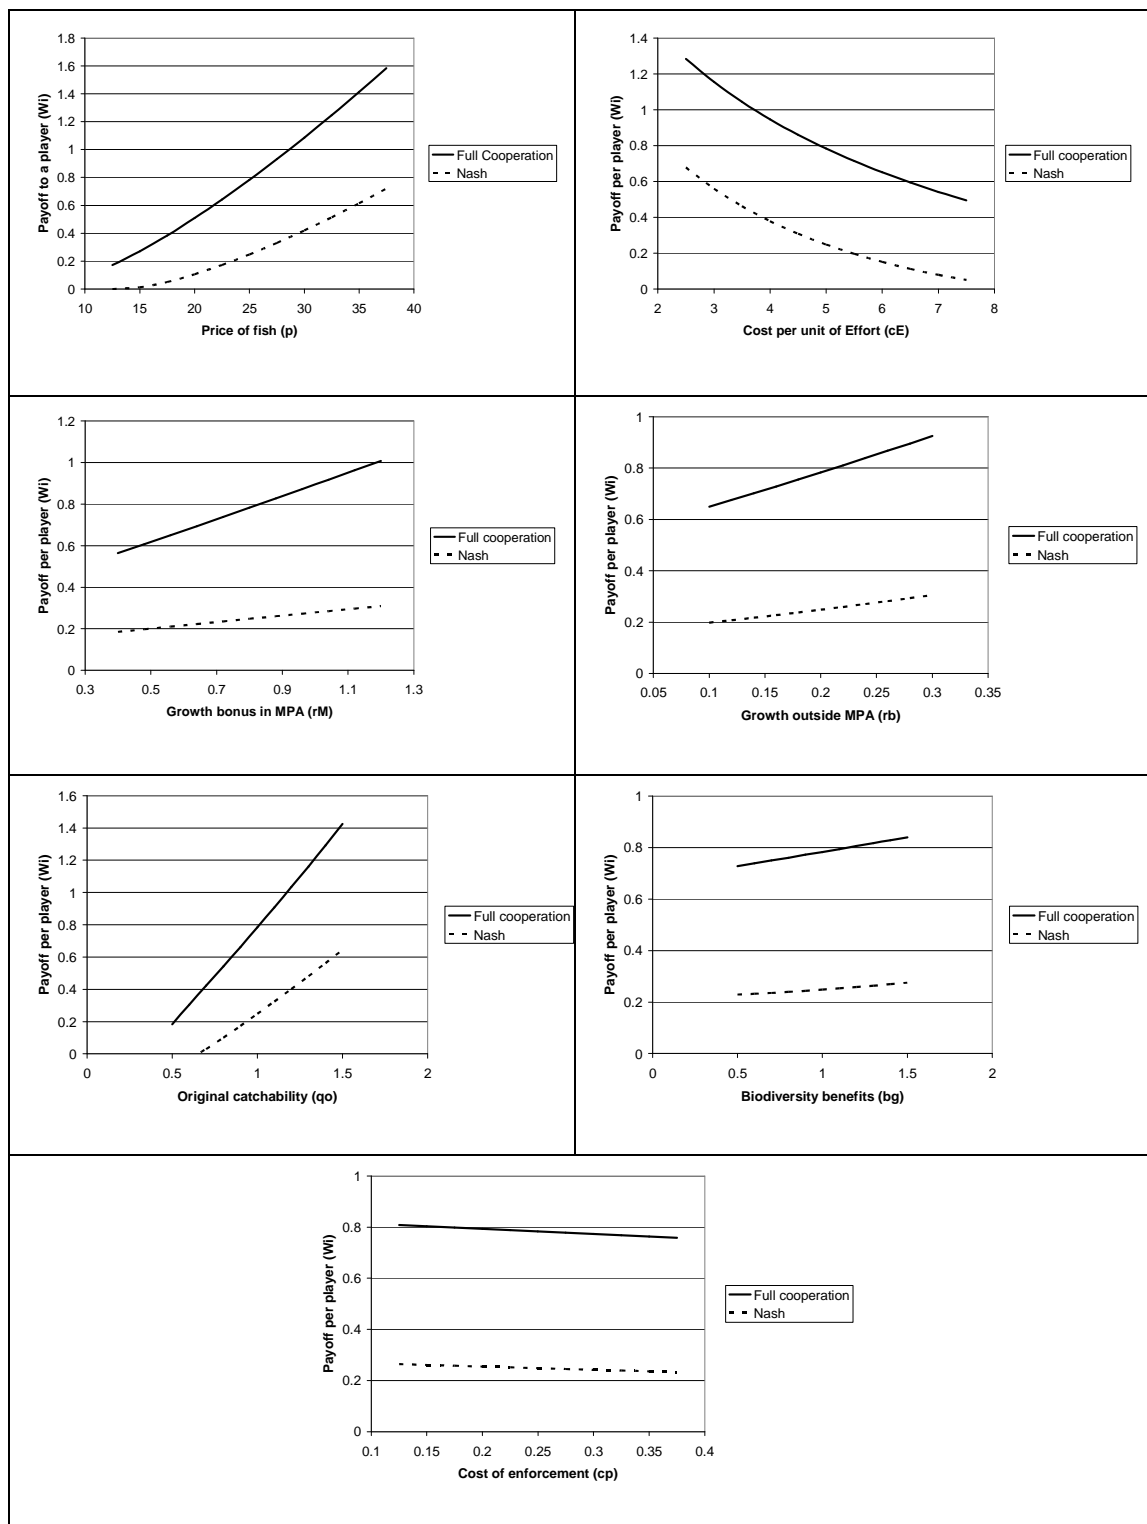 1.8
1.6
1.4
1.2
1
0.8
0.6
0.4
0.2
0
10 15 20 25 30 35 40
Payoff to a player (Wi)
Price of fish (p)
Full Cooperation
Nash
1.4
1.2
1
0.8
0.6
0.4
0.2
0
2 3 4 5 6 7 8
Payoff per player (Wi)
Cost per unit of Effort (cE)
Full cooperation
Nash
1.2
1
0.8
0.6
0.4
0.2
0
0.3 0.5 0.7 0.9 1.1 1.3
Payoff per player (Wi)
Growth bonus in MPA (rM)
Full cooperation
Nash
1
0.8
0.6
0.4
0.2
0
0.05 0.1 0.15 0.2 0.25 0.3 0.35
Payoff per player (Wi)
Growth outside MPA (rb)
Full cooperation
Nash
1.6
1.4
1.2
1
0.8
0.6
0.4
0.2
0
0 0.5 1 1.5 2
Payoff per player (Wi)
Original catchability (qo)
Full cooperation
Nash
1
0.8
0.6
0.4
0.2
0
0 0.5 1 1.5 2
Payoff per player (Wi)
Biodiversity benefits (bg)
Full cooperation
Nash
1
0.8
0.6
0.4
0.2
0
0.1 0.15 0.2 0.25 0.3 0.35 0.4
Payoff per player (Wi)
Cost of enforcement (cp)
Full cooperation
Nash